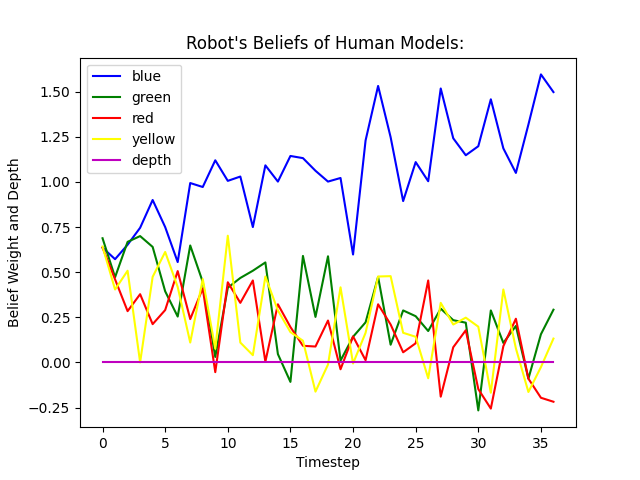 Robot's Beliefs of Human Models:
blue
green
red
yellow
depth
Belief Weight and Depth
1.50
1.25
1.00
0.75
0.50
0.25
0.00
−0.25
0
5
10
15
20
25
30
35
Timestep